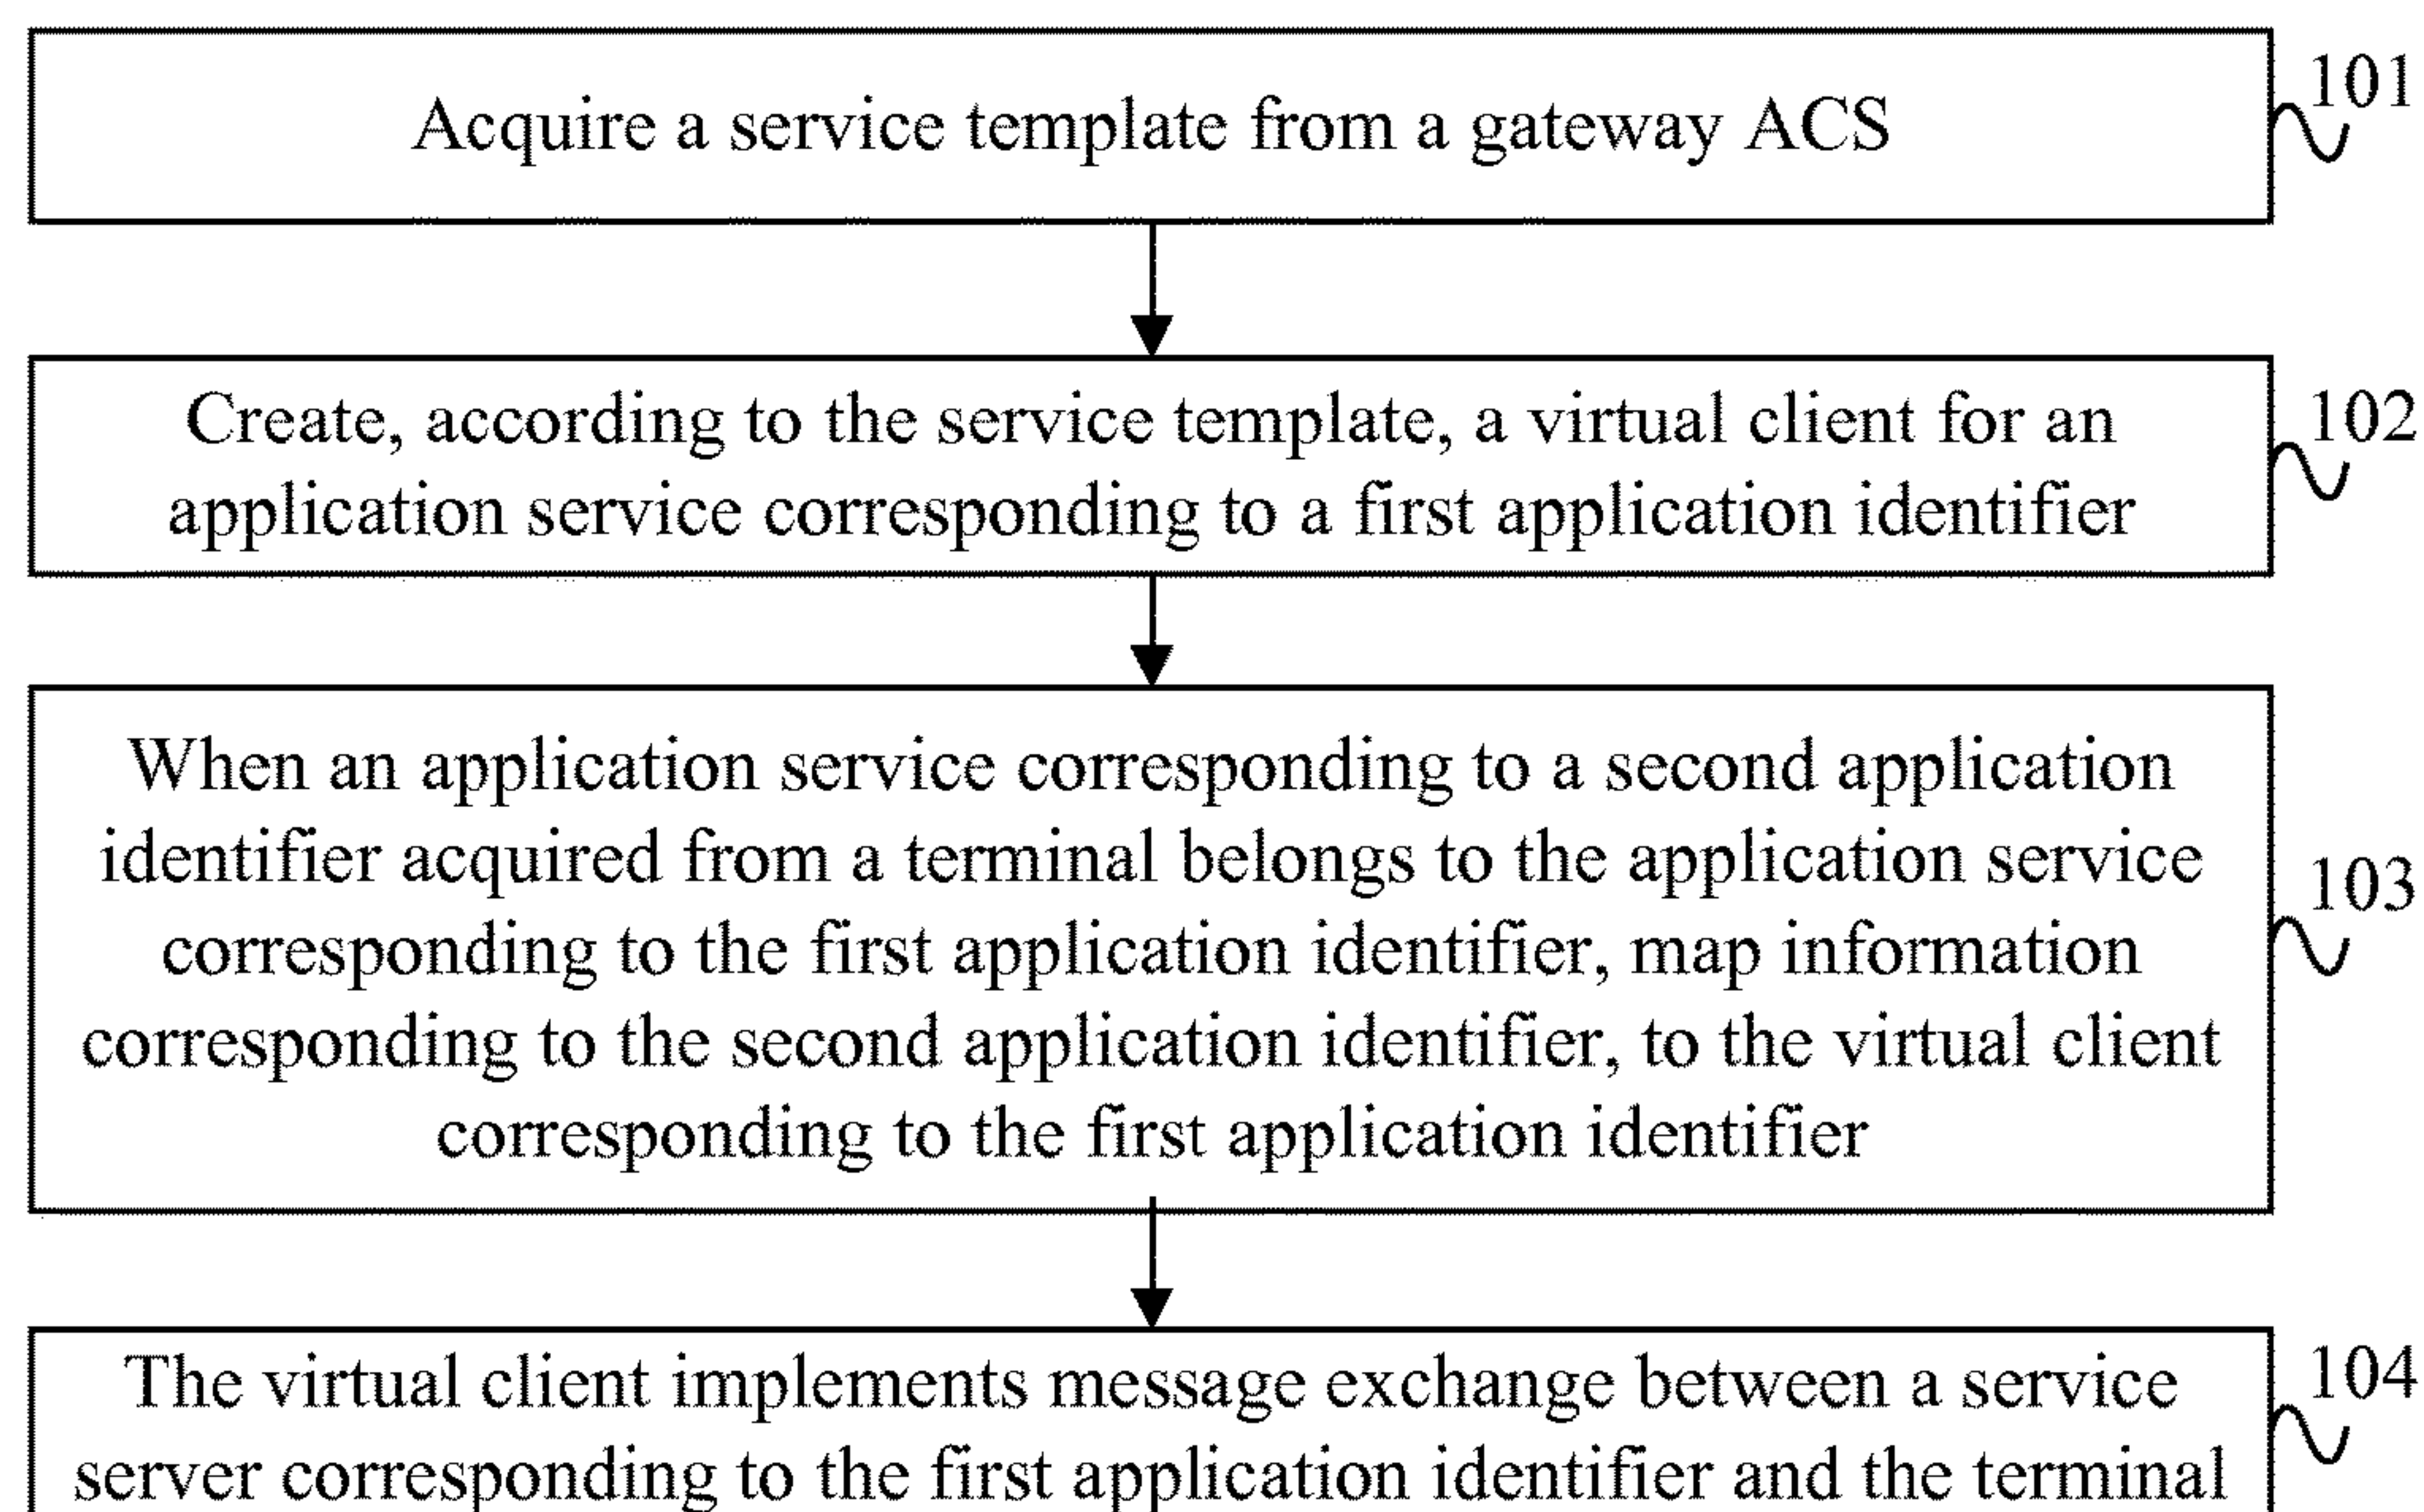 Acquire a service template from a gateway ACS
101
Create, according to the service template, a virtual client for an
application service corresponding to a first application identifier
102
When an application service corresponding to a second application
identifier acquired from a terminal belongs to the application service
corresponding to the first application identifier, map information
corresponding to the second application identifier, to the virtual client
corresponding to the first application identifier
103
The virtual client implements message exchange between a service
server corresponding to the first application identifier and the terminal
104